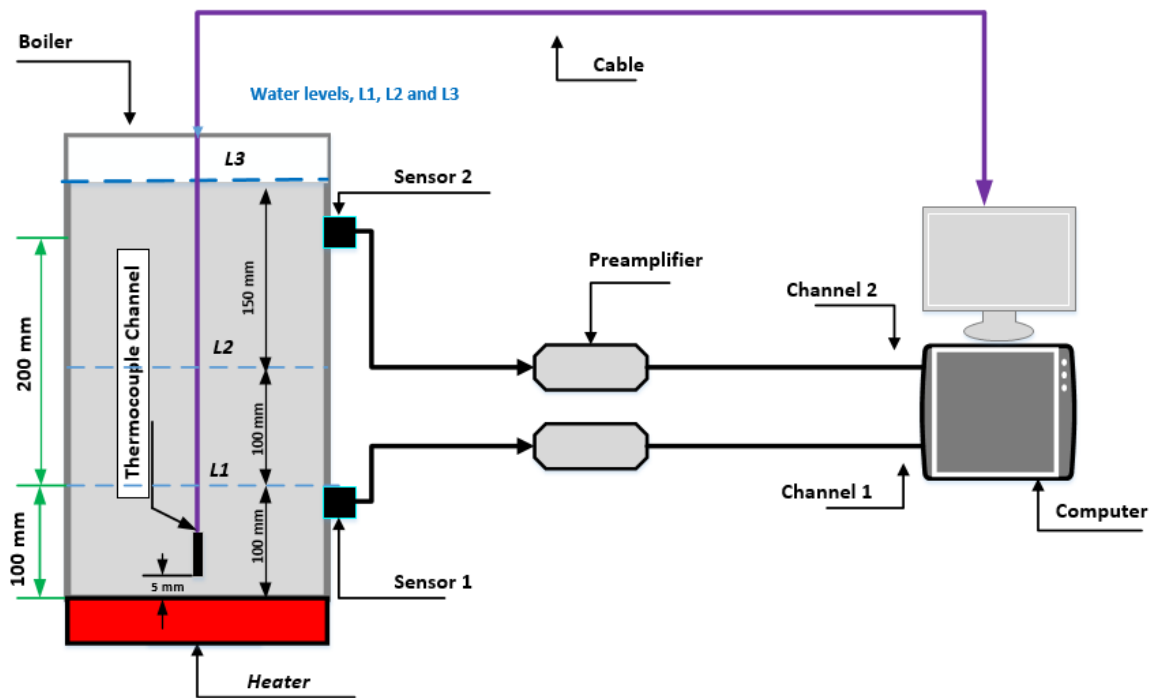 Boiler
Cable
Water levels, L1, L2 and L3
L3
Sensor 2
150 mm
Thermocouple Channel
Preamplifier
Channel 2
200 mm
L2
100 mm
L1
Channel 1
Computer
100 mm
100 mm
5 mm
Sensor 1
Heater